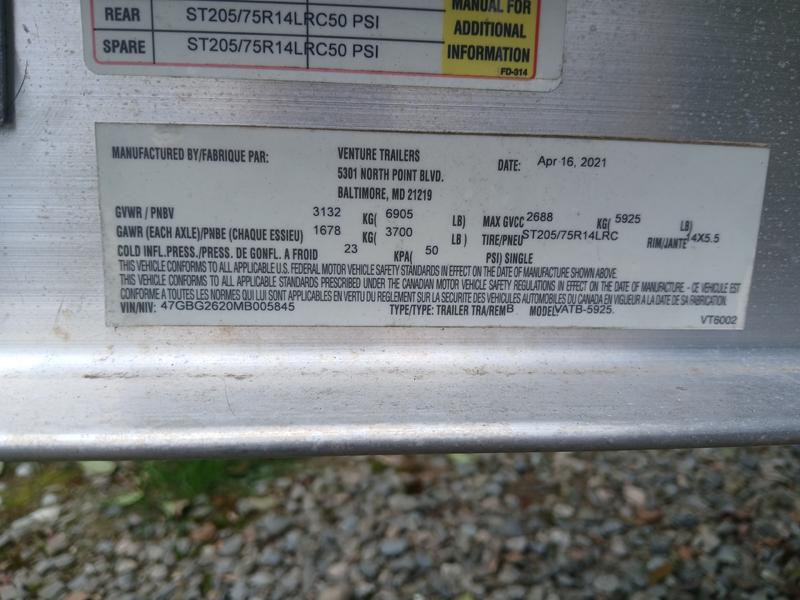 MANUAL FOR
REAR ST205/75R14LRC50 PSI ADDITIONAL
SPARE ST205/75R14LRC50 PSI INFORMATION
FD-314
MANUFACTURED BY/FABRIQUE PAR: VENTURE TRAILERS DATE: Apr 16, 2021
5301 NORTH POINT BLVD.
BALTIMORE, MD 21219
GVWR / PNBV 3132 KG( 6905 LB) MAX GVCC 2688 KG( 5925 LB)
GAWR (EACH AXLE)/PNBE (CHAQUE ESSIEU) 1678 KG( 3700 LB ) TIRE/PNEU ST205/75R14LRC RIM/JANTE 14X5.5
COLD INFL.PRESS./PRESS. DE GONFL. A FROID 23 KPA( 50 PSI) SINGLE
THIS VEHICLE CONFORMS TO ALL APPLICABLE U.S. FEDERAL MOTOR VEHICLE SAFETY STANDARDS IN EFFECT ON THE DATE OF MANUFACTURE SHOWN ABOVE.
THIS VEHICLE CONFORMS TO ALL APPLICABLE STANDARDS PRESCRIBED UNDER THE CANADIAN MOTOR VEHICLE SAFETY REGULATIONS IN EFFECT ON THE DATE OF MANUFACTURE - CE VEHICULE EST
CONFORME A TOUTES LES NORMES QUI LUI SONT APPLICABLES EN VERTU DU REGLEMENT SUR LA SECURITE DES VEHICULES AUTOMOBILES DU CANADA EN VIGUEUR A LA DATE DE SA FABRICATION.
VIN/NIV: 47GBG2620MB005845 TYPE/TYPE: TRAILER TRA/REM B MODEL VATB-5925.
VT6002